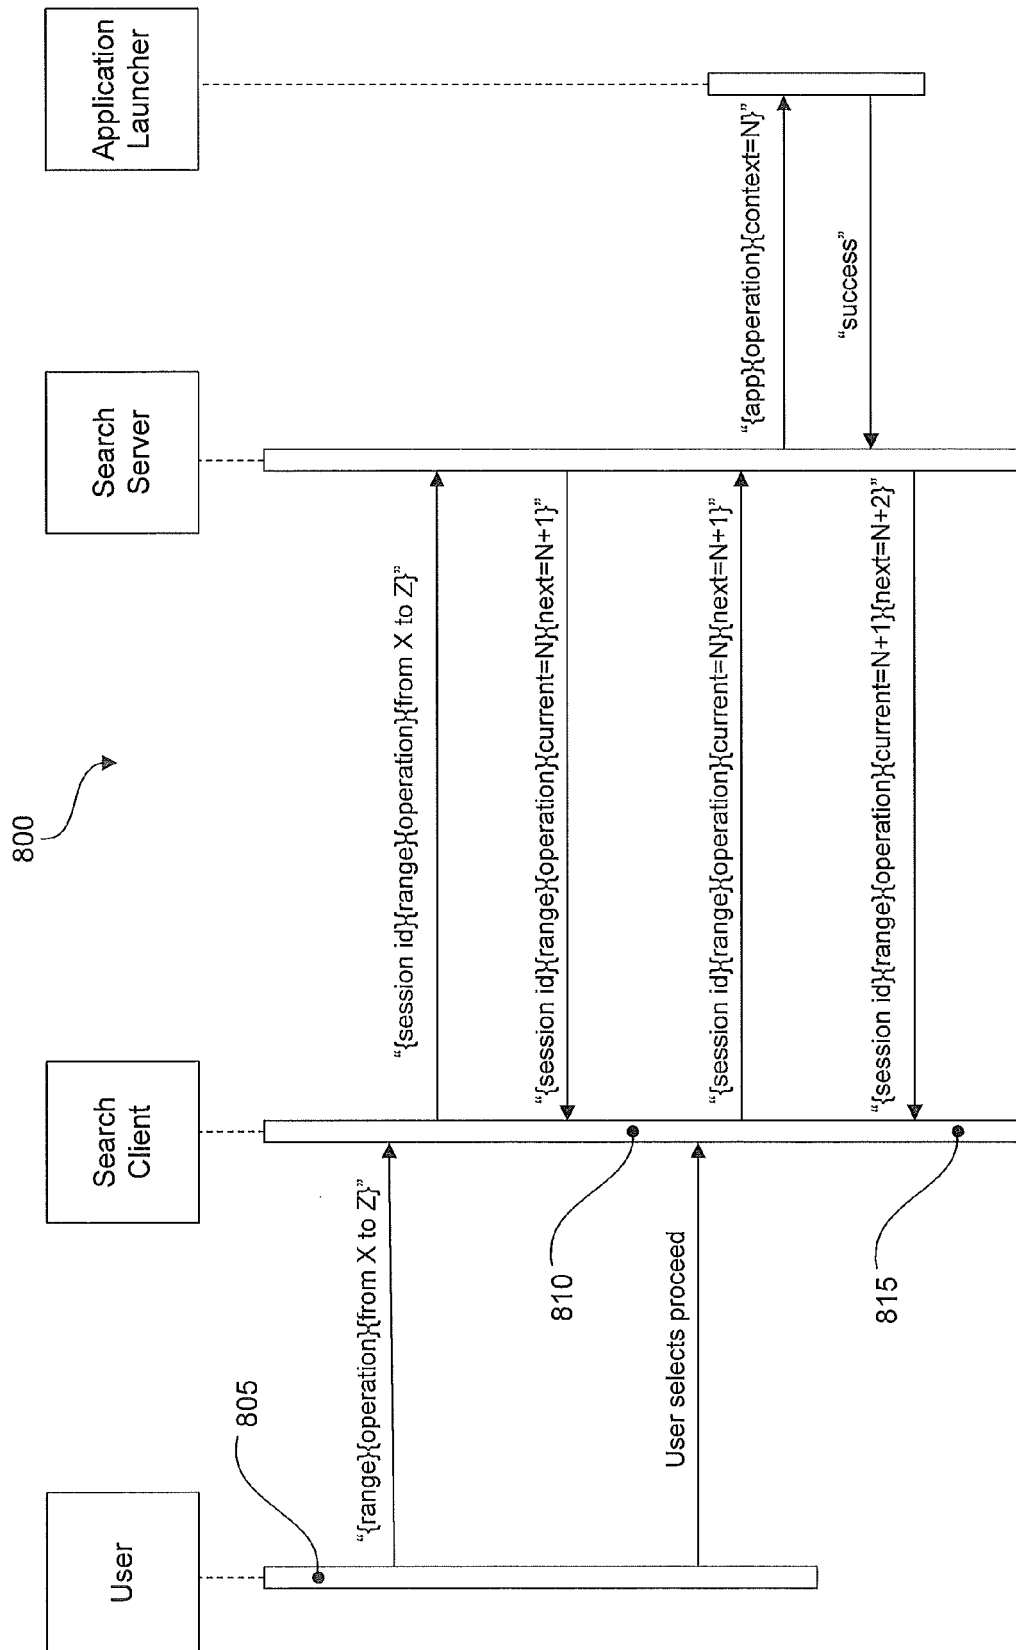 800
User
Search
Client
Search
Server
Application
Launcher
805
“{range}{operation}{from X to Z}”
“{session id}{range}{operation}{from X to Z}”
“{session id}{range}{operation}{current=N}{next=N+1}”
810
User selects proceed
“{session id}{range}{operation}{current=N}{next=N+1}”
“{app}{operation}{context=N}”
“success”
“{session id}{range}{operation}{current=N+1}{next=N+2}”
815